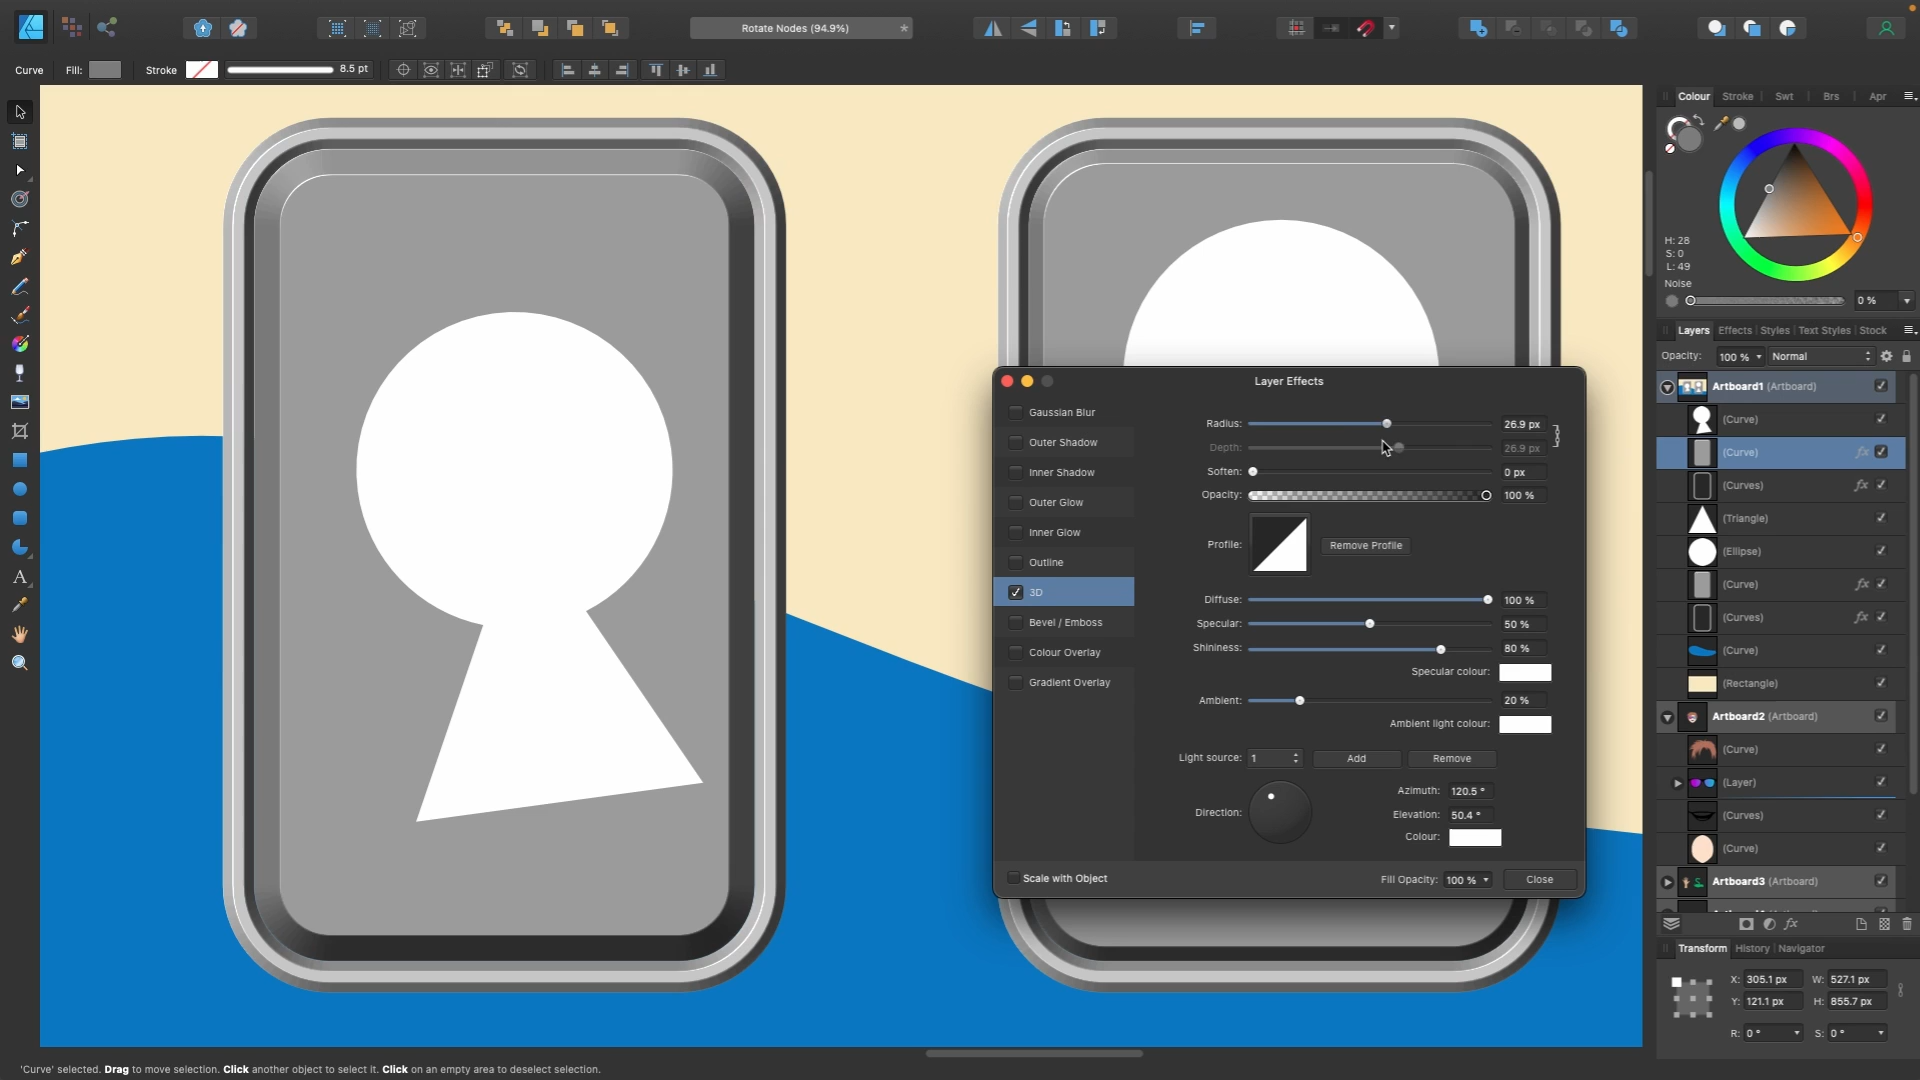 Rotate Nodes (94.9%)
Curve
Fill:
Stroke
8.5 pt
Colour
Stroke
Swt
Brs
Apr
H: 28
S: 0
L: 49
Noise
0 %
Layers
Effects
Styles
Text Styles
Stock
Opacity:
100 %
Normal
Artboard1 (Artboard)
(Curve)
(Curve)
fx
(Curves)
fx
(Triangle)
(Ellipse)
(Curve)
fx
(Curves)
fx
(Curve)
(Rectangle)
Artboard2 (Artboard)
(Curve)
(Layer)
(Curves)
(Curve)
Artboard3 (Artboard)
fx
Transform
History
Navigator
X: 305.1 px
W: 527.1 px
Y: 121.1 px
H: 855.7 px
R: 0 °
S: 0 °
Layer Effects
Gaussian Blur
Outer Shadow
Inner Shadow
Outer Glow
Inner Glow
Outline
3D
Bevel / Emboss
Colour Overlay
Gradient Overlay
Radius:
26.9 px
Depth:
26.9 px
Soften:
0 px
Opacity:
100 %
Profile:
Remove Profile
Diffuse:
100 %
Specular:
50 %
Shininess:
80 %
Specular colour:
Ambient:
20 %
Ambient light colour:
Light source:
1
Add
Remove
Direction:
Azimuth:
120.5 °
Elevation:
50.4 °
Colour:
Scale with Object
Fill Opacity:
100 %
Close
A
'Curve' selected. Drag to move selection. Click another object to select it. Click on an empty area to deselect selection.